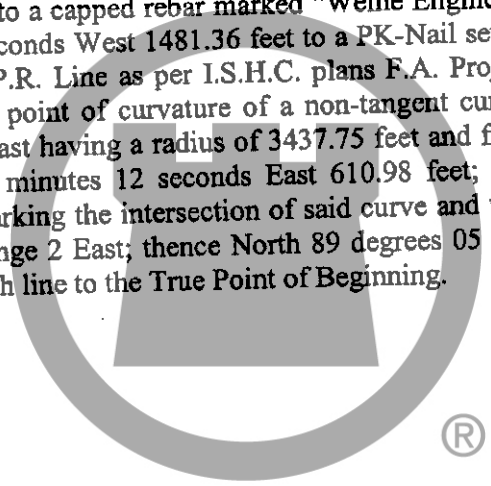 to a capped rebar marked "Weihe Engine
conds West 1481.36 feet to a PK-Nail se
P.R. Line as per I.S.H.C. plans F.A. Pro
point of curvature of a non-tangent cur
ast having a radius of 3437.75 feet and f
minutes 12 seconds East 610.98 feet;
arking the intersection of said curve and
nge 2 East; thence North 89 degrees 05
h line to the True Point of Beginning.
®